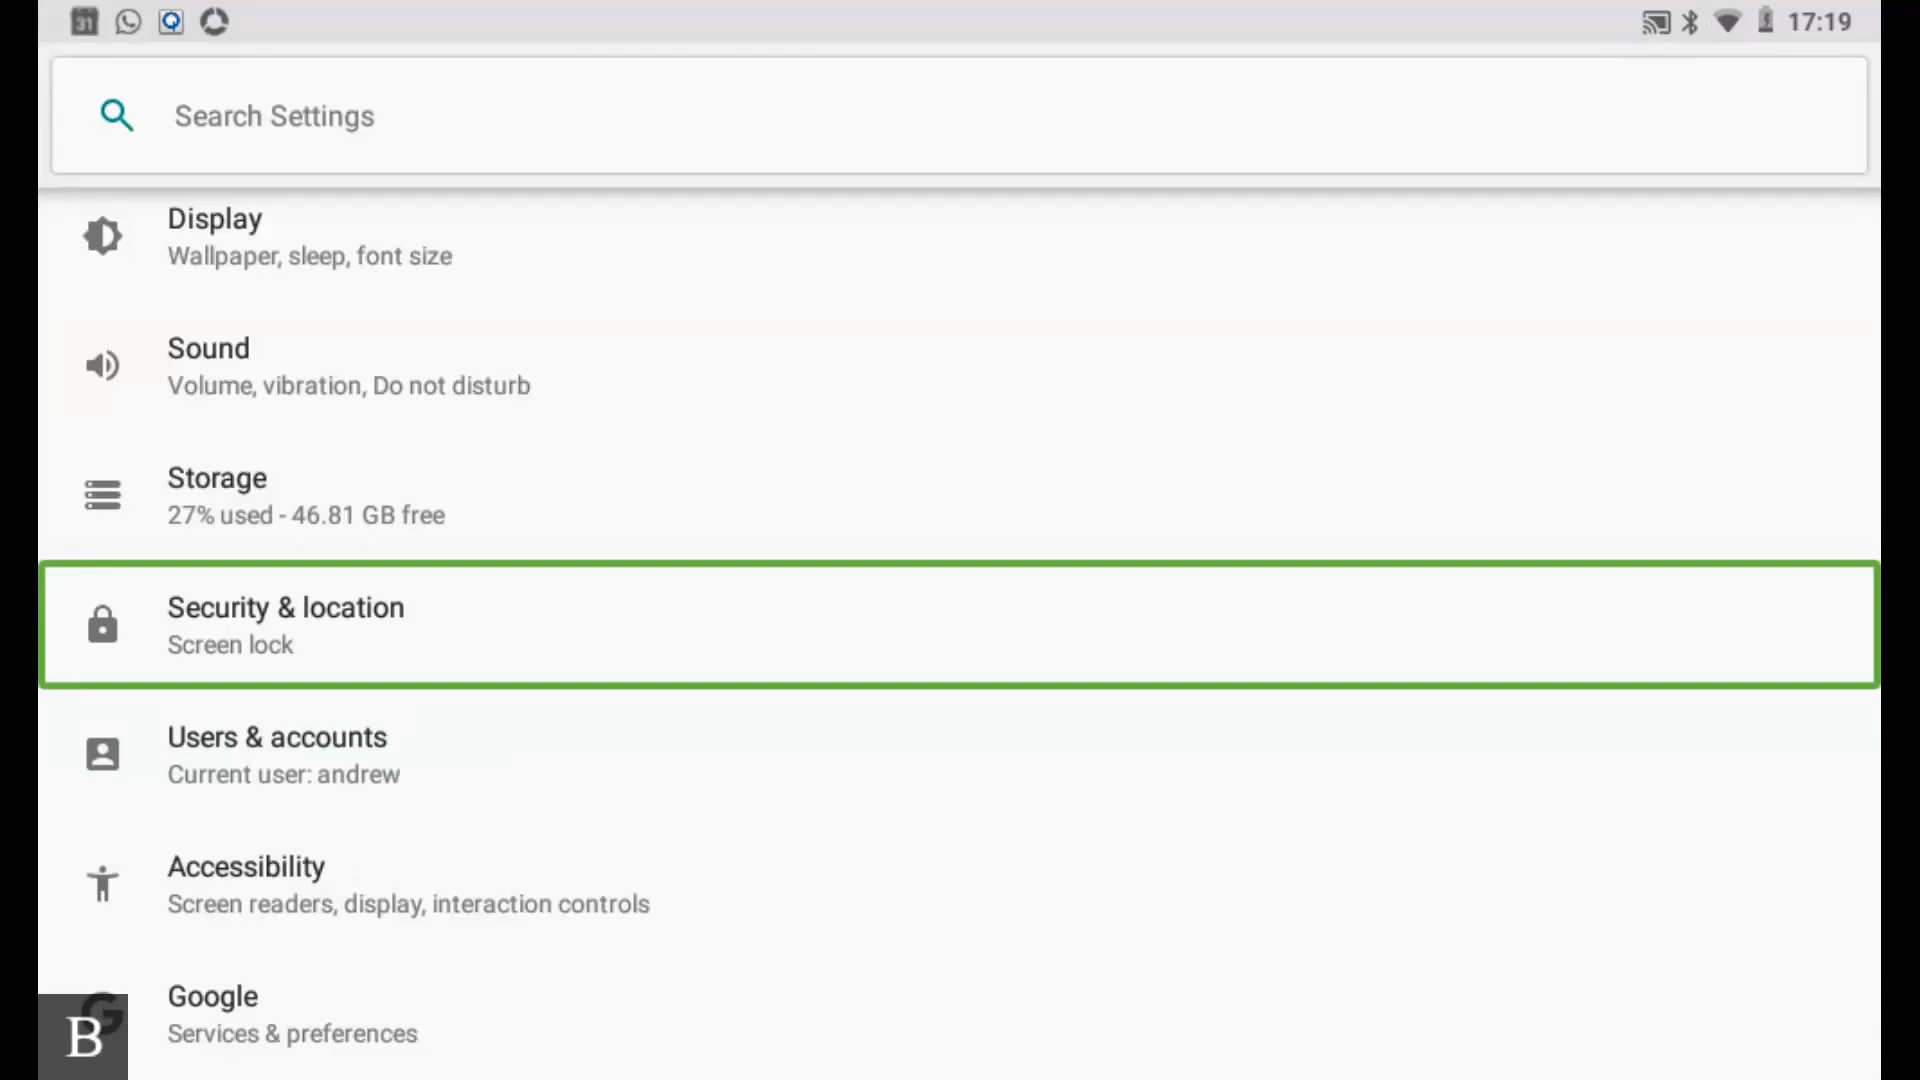 31
17:19
Search Settings
Display
Wallpaper, sleep, font size
Sound
Volume, vibration, Do not disturb
Storage
27% used - 46.81 GB free
Security & location
Screen lock
Users & accounts
Current user: andrew
Accessibility
Screen readers, display, interaction controls
Google
Services & preferences
G
B